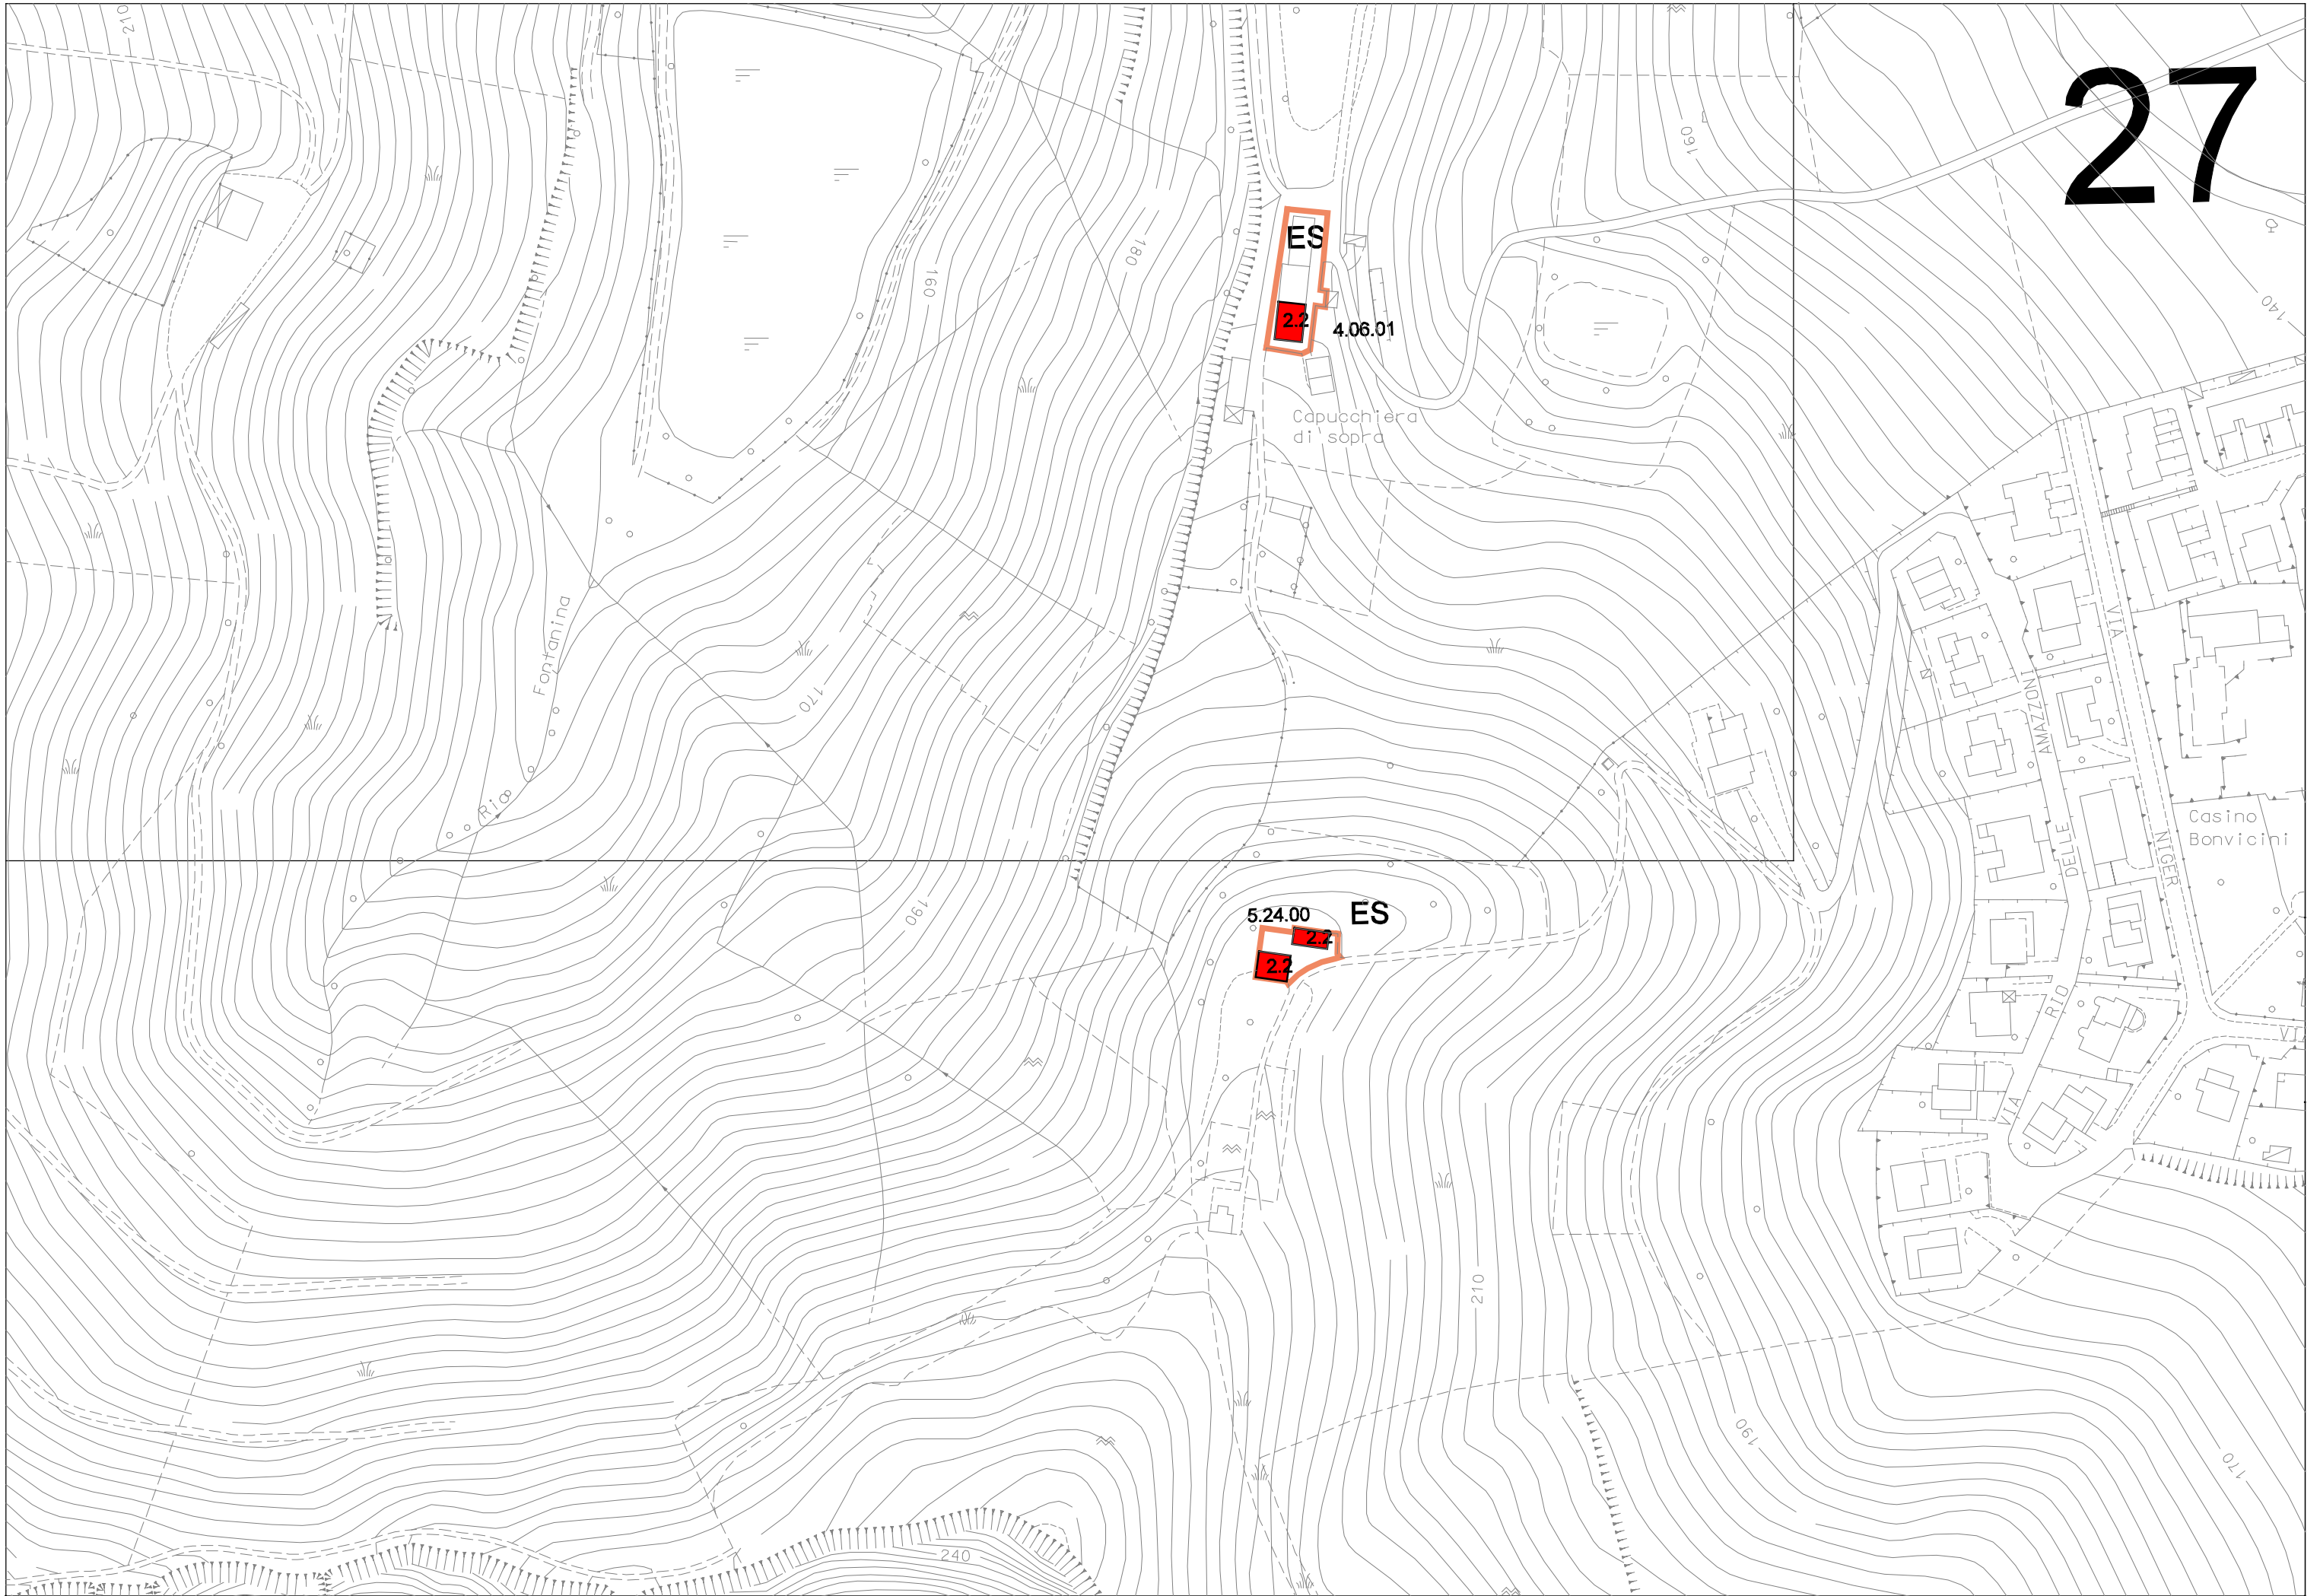 27
210
160
ES
180
160
140
2.2
4.06.01
Capucchiera
di sopra
Fontanina
VIA
170
AMAZZONI
Rio
Casino
Bonvicini
DELLE
NIGER
190
5.24.00
ES
2.2
2.2
RIO
VIA
210
190
170
240